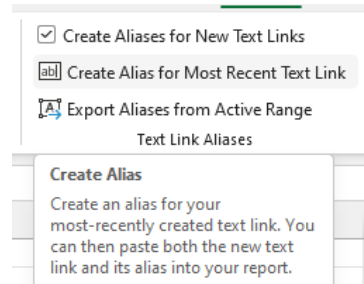 Create Aliases for New Text Links
ab Create Alias for Most Recent Text Link
A Export Aliases from Active Range
Text Link Aliases
Create Alias
Create an alias for your
most-recently created text link. You
can then paste both the new text
link and its alias into your report.